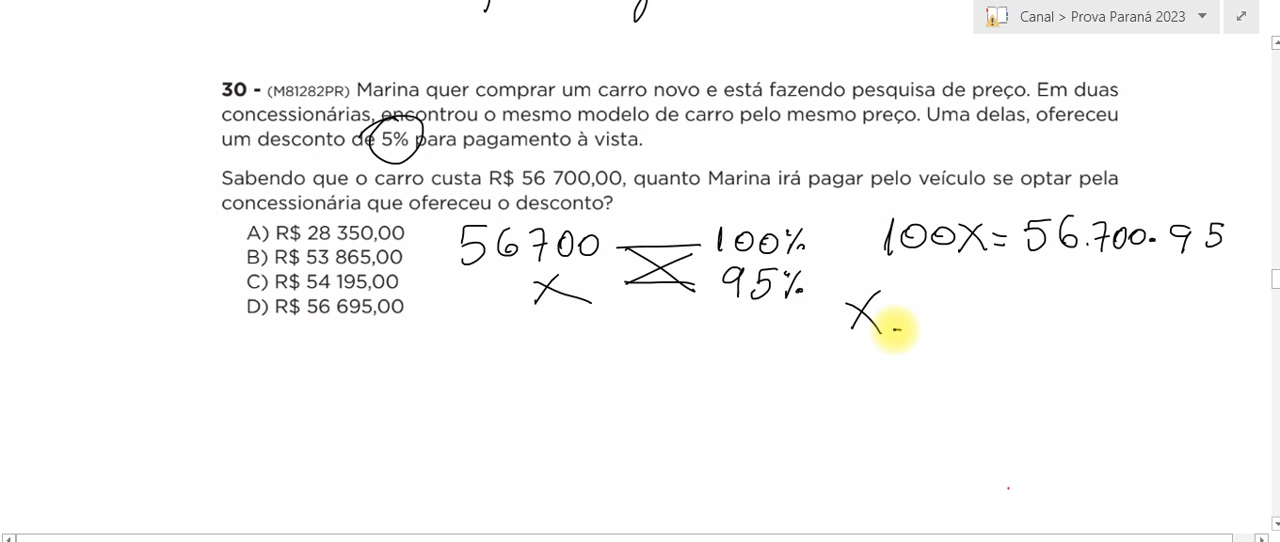 Canal > Prova Paraná 2023
30 - (M81282PR) Marina quer comprar um carro novo e está fazendo pesquisa de preço. Em duas
concessionárias, encontrou o mesmo modelo de carro pelo mesmo preço. Uma delas, ofereceu
um desconto de 5% para pagamento à vista.
Sabendo que o carro custa R$ 56 700,00, quanto Marina irá pagar pelo veículo se optar pela
concessionária que ofereceu o desconto?
A) R$ 28 350,00
B) R$ 53 865,00
C) R$ 54 195,00
D) R$ 56 695,00
56700 100%
x 95%
100x = 56.700.95
x -